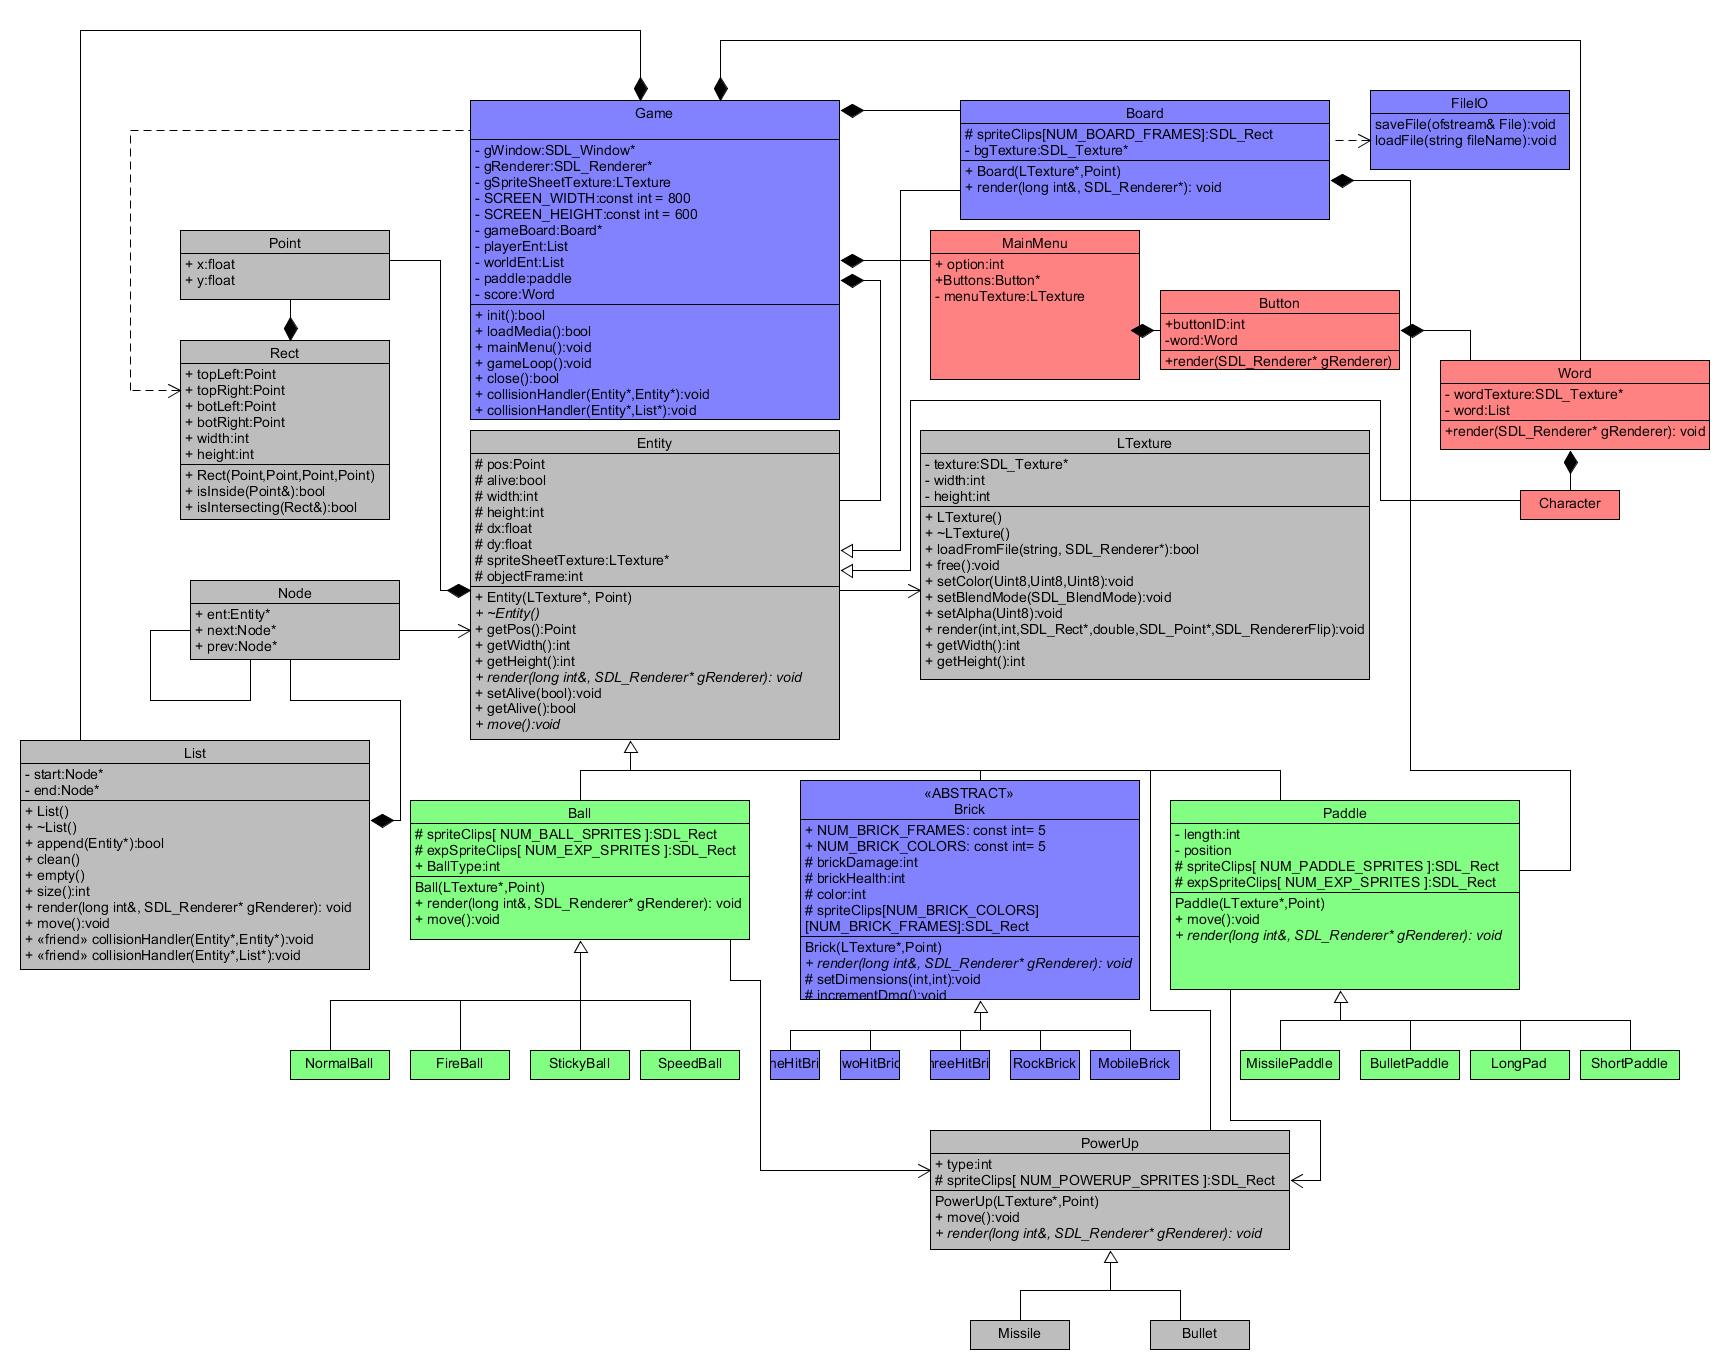 Game
- gWindow:SDL_Window*
- gRenderer:SDL_Renderer*
- gSpriteSheetTexture:LTexture
- SCREEN_WIDTH:const int = 800
- SCREEN_HEIGHT:const int = 600
- gameBoard:Board*
- playerEnt:List
- worldEnt:List
- paddle:paddle
- score:Word
+ init():bool
+ loadMedia():bool
+ mainMenu():void
+ gameLoop():void
+ close():bool
+ collisionHandler(Entity*,Entity*):void
+ collisionHandler(Entity*,List*):void
Board
# spriteClips[NUM_BOARD_FRAMES]:SDL_Rect
- bgTexture:SDL_Texture*
+ Board(LTexture*,Point)
+ render(long int&, SDL_Renderer*): void
FileIO
saveFile(ofstream& File):void
loadFile(string fileName):void
Point
+ x:float
+ y:float
MainMenu
+ option:int
+Buttons:Button*
- menuTexture:LTexture
Button
+buttonID:int
-word:Word
+render(SDL_Renderer* gRenderer)
Rect
+ topLeft:Point
+ topRight:Point
+ botLeft:Point
+ botRight:Point
+ width:int
+ height:int
+ Rect(Point,Point,Point,Point)
+ isInside(Point&):bool
+ isIntersecting(Rect&):bool
Word
- wordTexture:SDL_Texture*
- word:List
+render(SDL_Renderer* gRenderer): void
Character
Entity
# pos:Point
# alive:bool
# width:int
# height:int
# dx:float
# dy:float
# spriteSheetTexture:LTexture*
# objectFrame:int
+ Entity(LTexture*, Point)
+ ~Entity()
+ getPos():Point
+ getWidth():int
+ getHeight():int
+ render(long int&, SDL_Renderer* gRenderer): void
+ setAlive(bool):void
+ getAlive():bool
+ move():void
LTexture
- texture:SDL_Texture*
- width:int
- height:int
+ LTexture()
+ ~LTexture()
+ loadFromFile(string, SDL_Renderer*):bool
+ free():void
+ setColor(Uint8,Uint8,Uint8):void
+ setBlendMode(SDL_BlendMode):void
+ setAlpha(Uint8):void
+ render(int,int,SDL_Rect*,double,SDL_Point*,SDL_RendererFlip):void
+ getWidth():int
+ getHeight():int
Node
+ ent:Entity*
+ next:Node*
+ prev:Node*
List
- start:Node*
- end:Node*
+ List()
+ ~List()
+ append(Entity*):bool
+ clean()
+ empty()
+ size():int
+ render(long int&, SDL_Renderer* gRenderer): void
+ move():void
+ «friend» collisionHandler(Entity*,Entity*):void
+ «friend» collisionHandler(Entity*,List*):void
Ball
# spriteClips[ NUM_BALL_SPRITES ]:SDL_Rect
# expSpriteClips[ NUM_EXP_SPRITES ]:SDL_Rect
+ BallType:int
Ball(LTexture*,Point)
+ render(long int&, SDL_Renderer* gRenderer): void
+ move():void
«ABSTRACT»
Brick
+ NUM_BRICK_FRAMES: const int= 5
+ NUM_BRICK_COLORS: const int= 5
# brickDamage:int
# brickHealth:int
# color:int
# spriteClips[NUM_BRICK_COLORS]
[NUM_BRICK_FRAMES]:SDL_Rect
Brick(LTexture*,Point)
+ render(long int&, SDL_Renderer* gRenderer): void
# setDimensions(int,int):void
# incrementDmg():void
Paddle
- length:int
- position
# spriteClips[ NUM_PADDLE_SPRITES ]:SDL_Rect
# expSpriteClips[ NUM_EXP_SPRITES ]:SDL_Rect
Paddle(LTexture*,Point)
+ move():void
+ render(long int&, SDL_Renderer* gRenderer): void
NormalBall
FireBall
StickyBall
SpeedBall
neHitBri
woHitBric
hreeHitBri
RockBrick
MobileBrick
MissilePaddle
BulletPaddle
LongPad
ShortPaddle
PowerUp
+ type:int
# spriteClips[ NUM_POWERUP_SPRITES ]:SDL_Rect
PowerUp(LTexture*,Point)
+ move():void
+ render(long int&, SDL_Renderer* gRenderer): void
Missile
Bullet